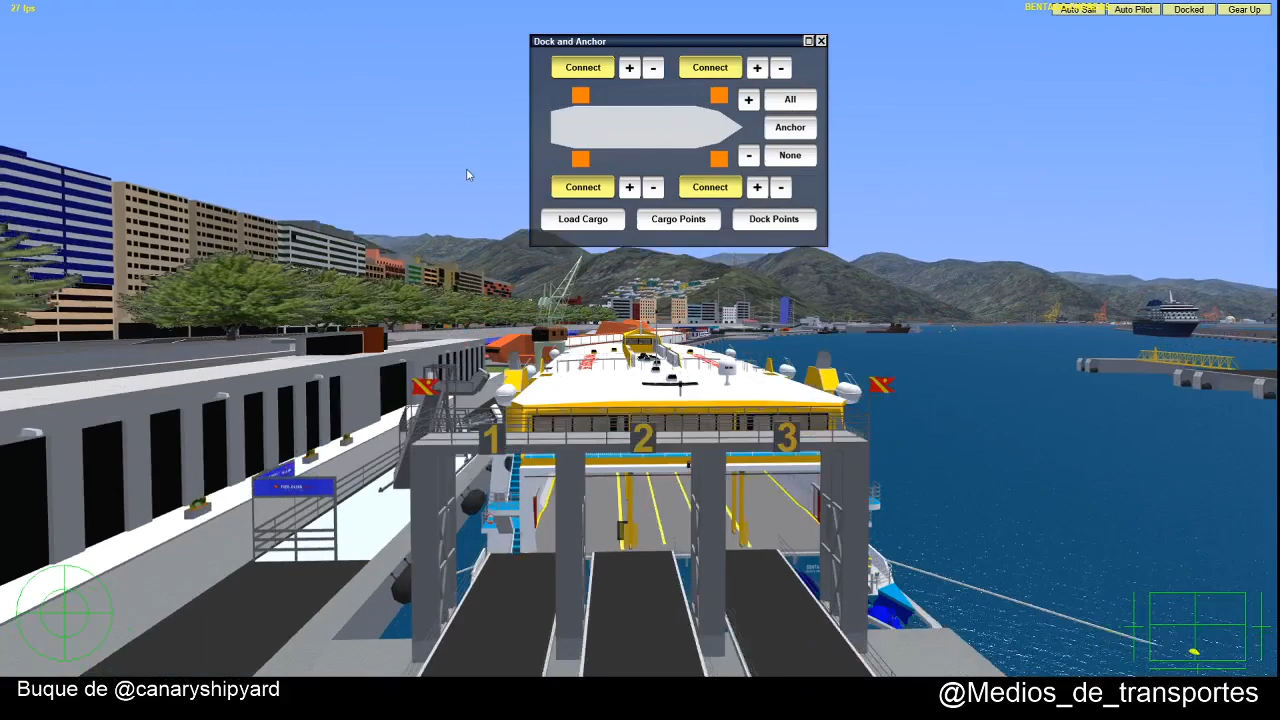 27 fps
Auto Sail
Auto Pilot
Docked
Gear Up
Dock and Anchor
Connect + -
Connect + -
+ All
Anchor
- None
Connect + -
Connect + -
Load Cargo
Cargo Points
Dock Points
1
2
3
Buque de @canaryshipyard
@Medios_de_transportes